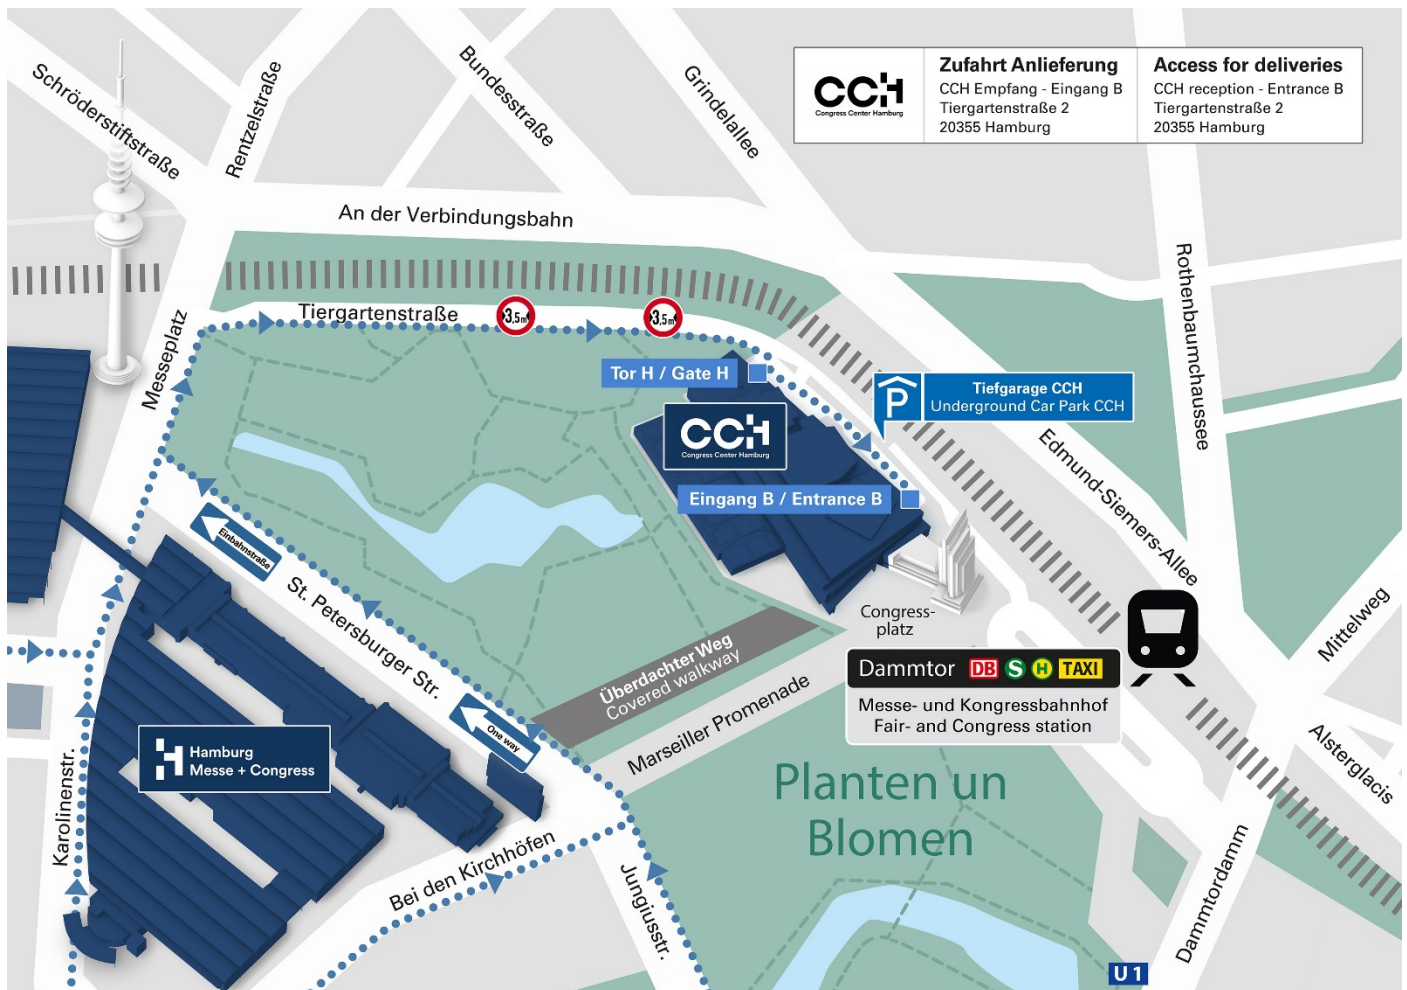 CCH
Congress Center Hamburg
Zufahrt Anlieferung
CCH Empfang - Eingang B
Tiergartenstraße 2
20355 Hamburg
Access for deliveries
CCH reception - Entrance B
Tiergartenstraße 2
20355 Hamburg
Schröderstiftstraße
Rentzelstraße
Bundesstraße
Grindelallee
An der Verbindungsbahn
Rothenbaumchaussee
Tiergartenstraße
3,5m
3,5m
Messeplatz
Tor H / Gate H
P
Tiefgarage CCH
Underground Car Park CCH
CCH
Congress Center Hamburg
Edmund-Siemers-Allee
Eingang B / Entrance B
Einbahnstraße
St. Petersburger Str.
Congress-
platz
Mittelweg
Überdachter Weg
Covered walkway
Dammtor DB S H TAXI
Messe- und Kongressbahnhof
Fair- and Congress station
Marseiller Promenade
One way
Hamburg
Messe + Congress
Karolinenstr.
Alsterglacis
Planten un
Blomen
Bei den Kirchhöfen
Jungiusstr.
Dammtordamm
U1